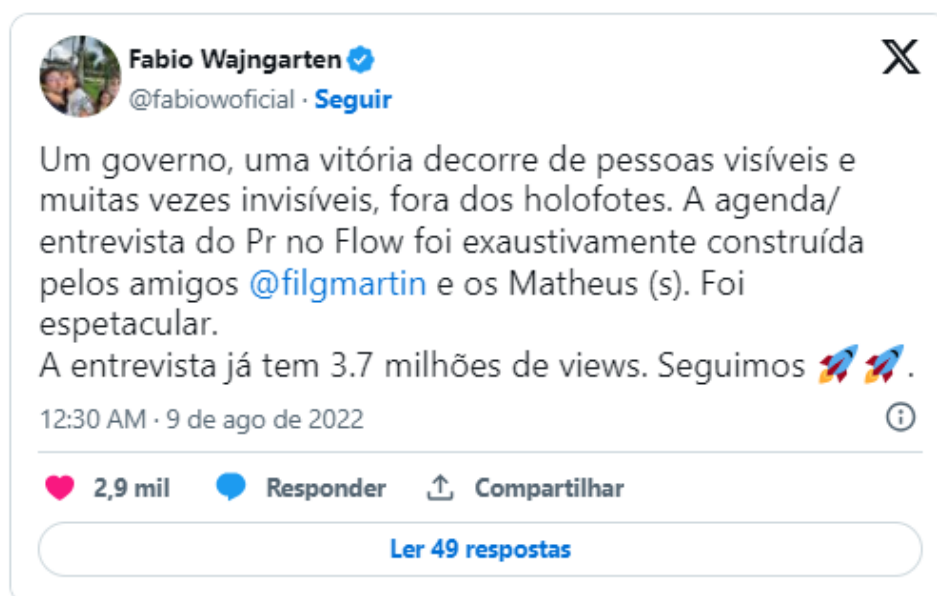 Fabio Wajngarten
@fabiowoficial · Seguir
Um governo, uma vitória decorre de pessoas visíveis e
muitas vezes invisíveis, fora dos holofotes. A agenda/
entrevista do Pr no Flow foi exaustivamente construída
pelos amigos @filgmartin e os Matheus (s). Foi
espetacular.
A entrevista já tem 3.7 milhões de views. Seguimos 🚀🚀.
12:30 AM · 9 de ago de 2022
2,9 mil Responder Compartilhar
Ler 49 respostas